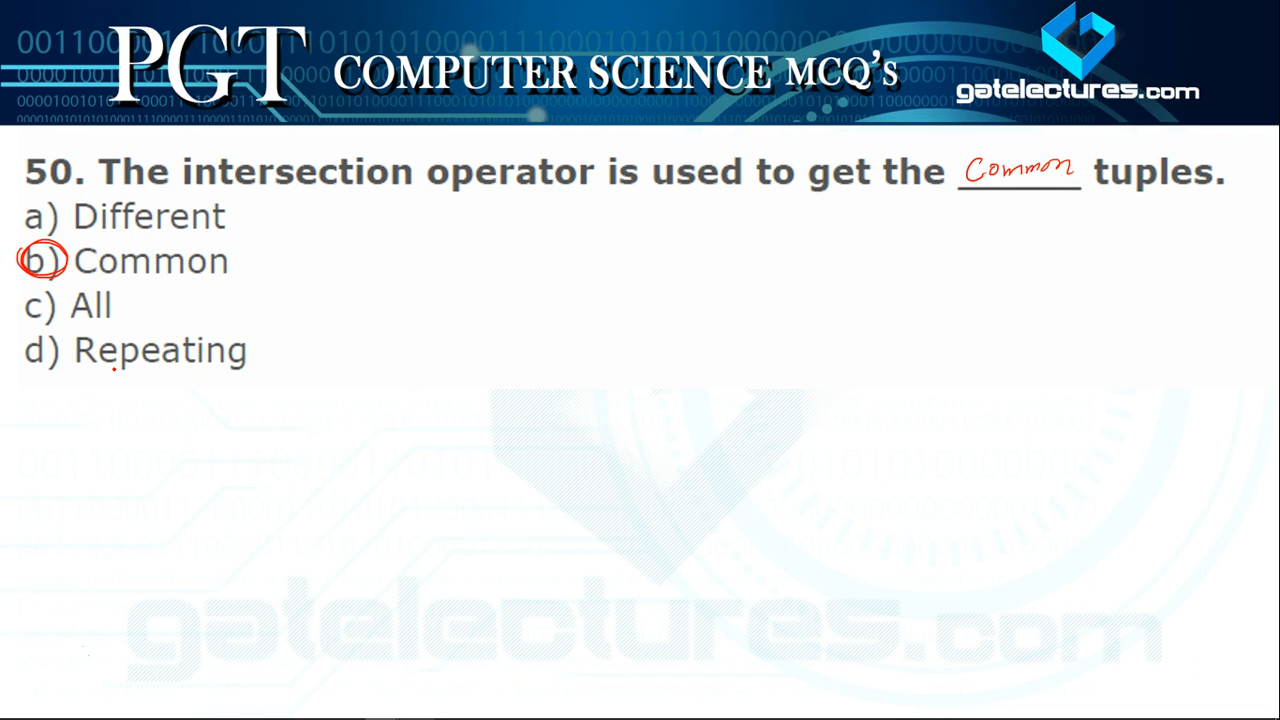 PGT COMPUTER SCIENCE MCQ's
gatelectures.com
50. The intersection operator is used to get the Common tuples.
a) Different
b) Common
c) All
d) Repeating
gatelectures.com